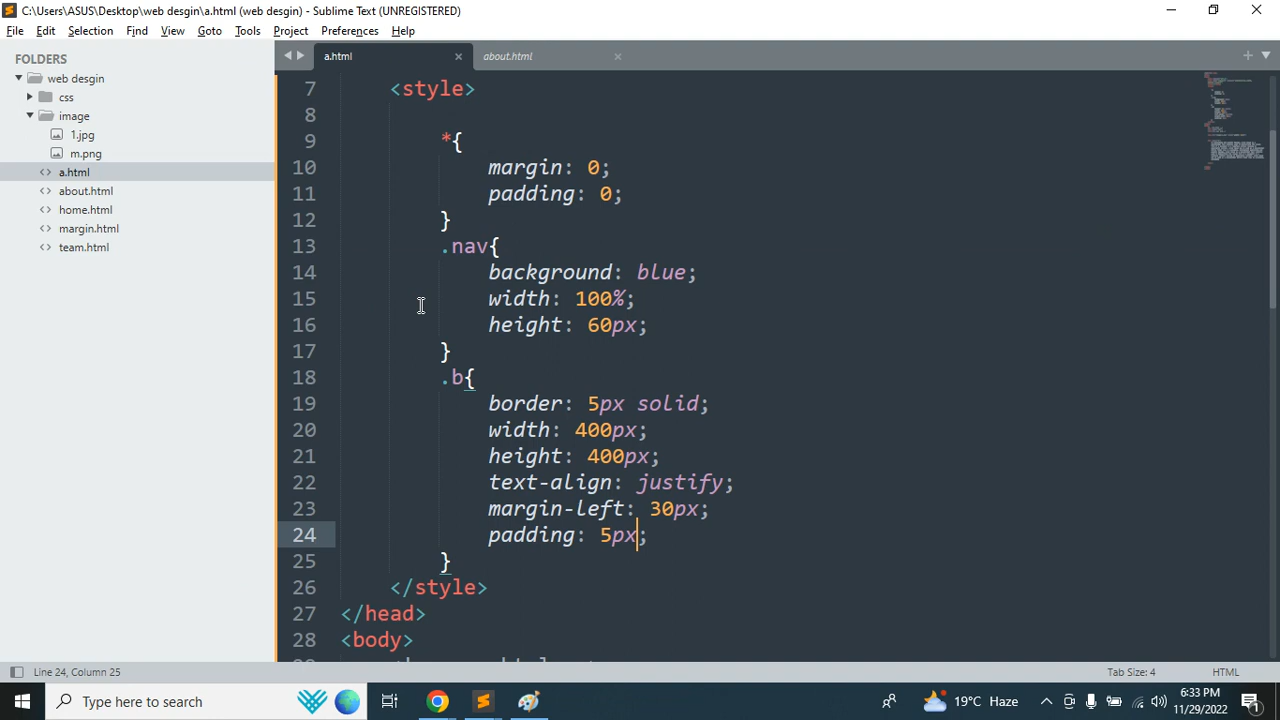 C:\Users\ASUS\Desktop\web desgin\a.html (web desgin) - Sublime Text (UNREGISTERED)
File Edit Selection Find View Goto Tools Project Preferences Help
FOLDERS
web desgin
css
image
1.jpg
m.png
a.html
about.html
home.html
margin.html
team.html
a.html about.html
7 <style>
8
9 *{
10 margin: 0;
11 padding: 0;
12 }
13 .nav{
14 background: blue;
15 width: 100%;
16 height: 60px;
17 }
18 .b{
19 border: 5px solid;
20 width: 400px;
21 height: 400px;
22 text-align: justify;
23 margin-left: 30px;
24 padding: 5px;
25 }
26 </style>
27 </head>
28 <body>
Line 24, Column 25 Tab Size: 4 HTML
Type here to search 19°C Haze 6:33 PM
11/29/2022